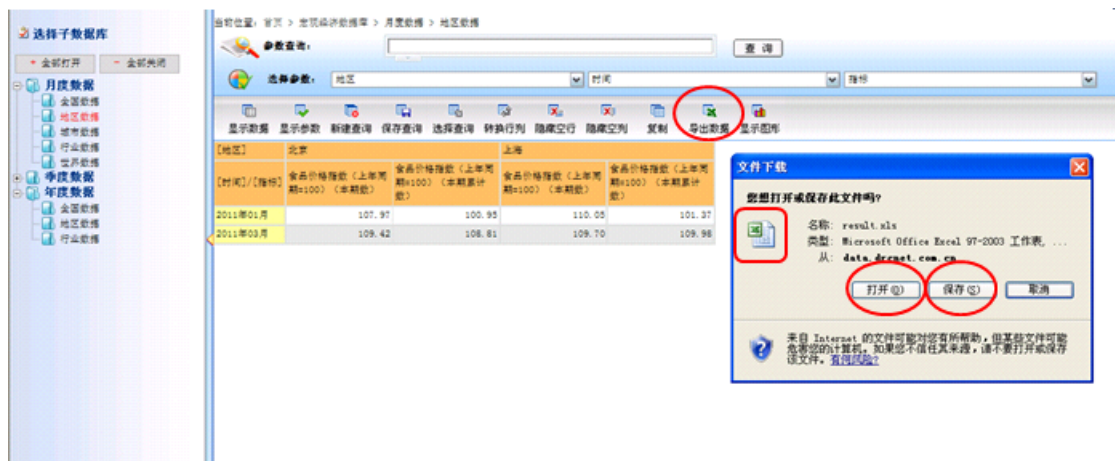 当前位置：首页 > 宏观经济数据库 > 月度数据 > 地区数据
选择子数据库
+ 全部打开
- 全部关闭
月度数据
全国数据
地区数据
城市数据
行业数据
世界数据
季度数据
年度数据
全国数据
地区数据
行业数据
参数查询：
查 询
选择参数： 地区 时间 指标
显示数据 显示参数 新建查询 保存查询 选择查询 转换行列 隐藏空行 隐藏空列 复制 导出数据 显示图形
[地区] 北京 上海
[时间]/[指标] 食品价格指数（上年同期=100）（本期数） 食品价格指数（上年同期=100）（本期累计数） 食品价格指数（上年同期=100）（本期数） 食品价格指数（上年同期=100）（本期累计数）
2011年01月 107.97 100.95 110.05 101.37
2011年03月 109.42 108.81 109.70 109.98
文件下载
您想打开或保存此文件吗?
名称: result.xls
类型: Microsoft Office Excel 97-2003 工作表, ...
从: data.drcnet.com.cn
打开(O) 保存(S) 取消
来自 Internet 的文件可能对您有所帮助，但某些文件可能
危害您的计算机。如果您不信任其来源，请不要打开或保存
该文件。有何风险?